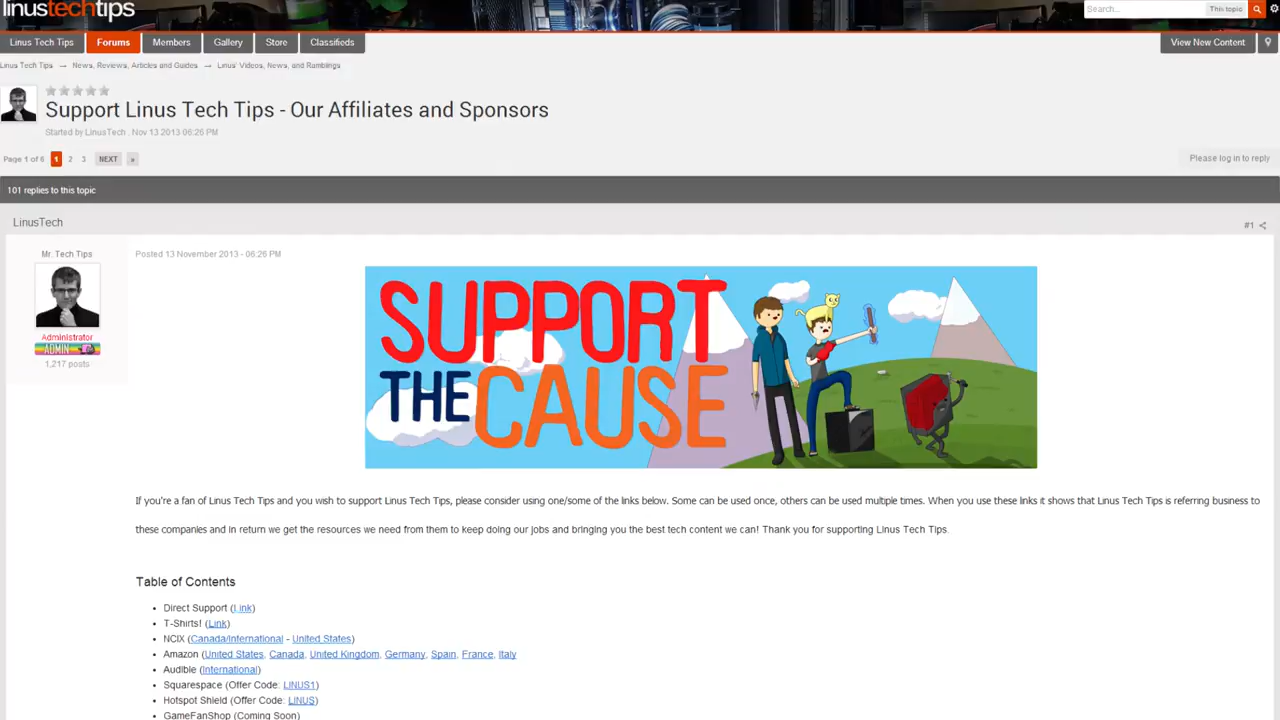 linustechtips
Search... This topic
Linus Tech Tips Forums Members Gallery Store Classifieds View New Content
Linus Tech Tips → News, Reviews, Articles and Guides → Linus' Videos, News, and Ramblings
Support Linus Tech Tips - Our Affiliates and Sponsors
Started by LinusTech , Nov 13 2013 06:26 PM
Page 1 of 6 1 2 3 NEXT »
Please log in to reply
101 replies to this topic
LinusTech
#1
Mr. Tech Tips
Administrator
ADMIN
1,217 posts
Posted 13 November 2013 - 06:26 PM
SUPPORT
THE CAUSE
If you're a fan of Linus Tech Tips and you wish to support Linus Tech Tips, please consider using one/some of the links below. Some can be used once, others can be used multiple times. When you use these links it shows that Linus Tech Tips is referring business to
these companies and in return we get the resources we need from them to keep doing our jobs and bringing you the best tech content we can! Thank you for supporting Linus Tech Tips.
Table of Contents
• Direct Support (Link)
• T-Shirts! (Link)
• NCIX (Canada/International - United States)
• Amazon (United States, Canada, United Kingdom, Germany, Spain, France, Italy
• Audible (International)
• Squarespace (Offer Code: LINUS1)
• Hotspot Shield (Offer Code: LINUS)
• GameFanShop (Coming Soon)